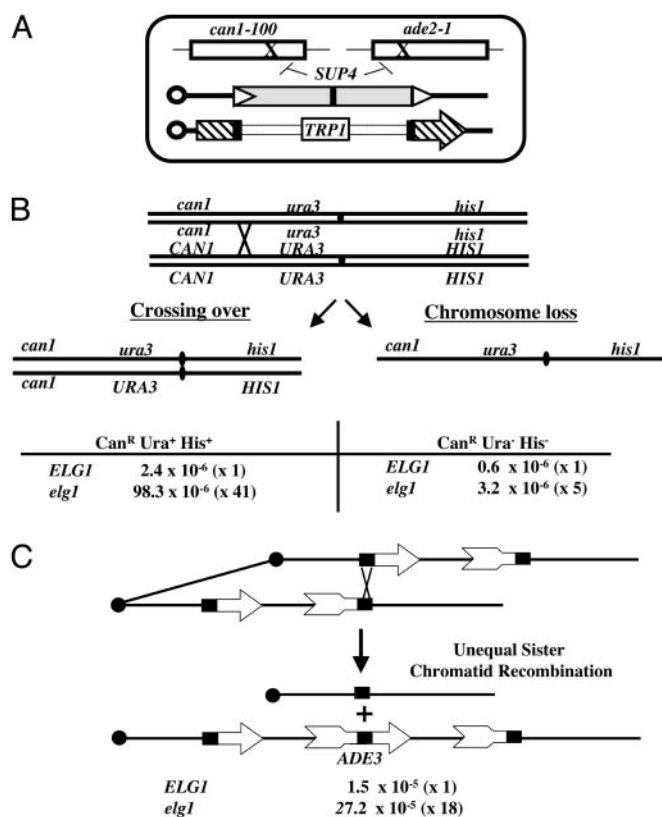 A
can1-100 ade2-1
SUP4
TRP1
B
can1 ura3 his1
can1 ura3 his1
CAN1 URA3 HIS1
CAN1 URA3 HIS1
Crossing over
Chromosome loss
can1 ura3 his1
can1 URA3 HIS1
can1 ura3 his1
Can^R Ura^+ His^+
ELG1 2.4 x 10^-6 (x 1)
elg1 98.3 x 10^-6 (x 41)
Can^R Ura^- His^-
ELG1 0.6 x 10^-6 (x 1)
elg1 3.2 x 10^-6 (x 5)
C
Unequal Sister
Chromatid Recombination
+
ADE3
ELG1 1.5 x 10^-5 (x 1)
elg1 27.2 x 10^-5 (x 18)